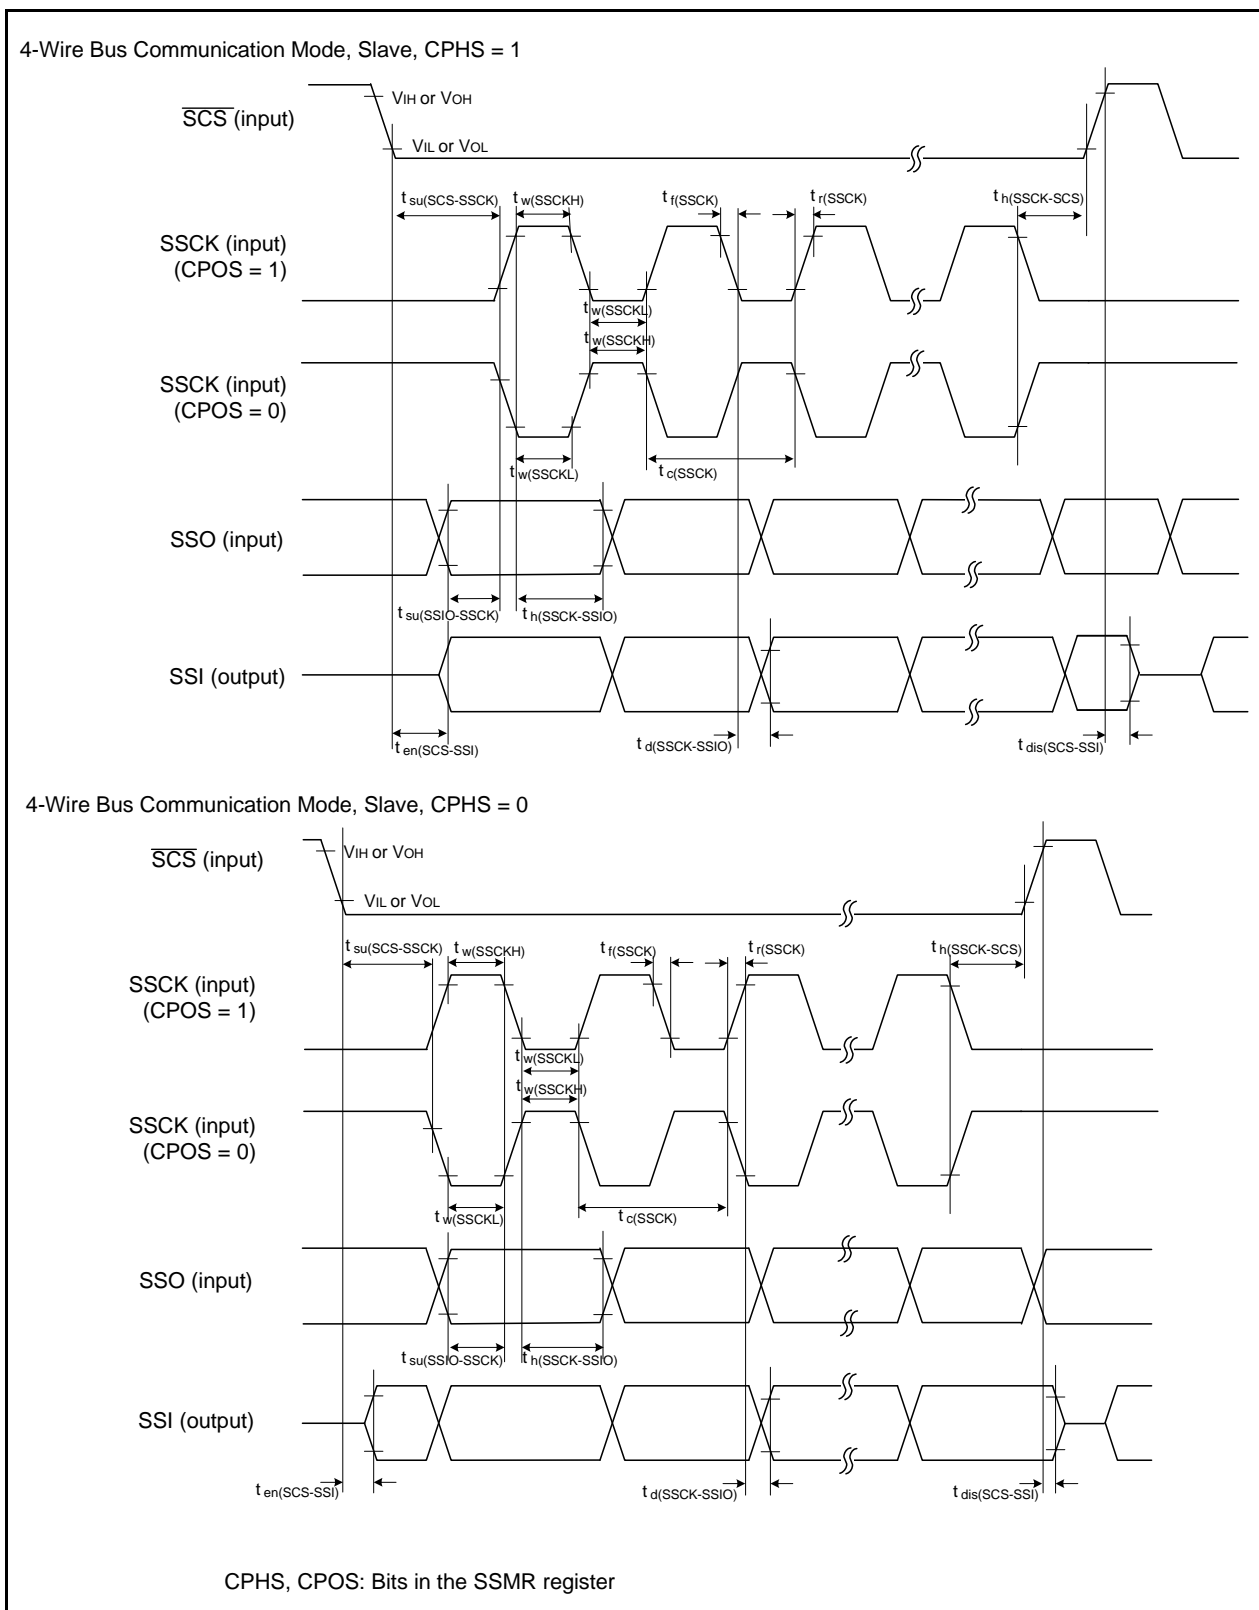 4-Wire Bus Communication Mode, Slave, CPHS = 1
SCS (input)
VIH or VOH
VIL or VOL
tsu(SCS-SSCK)
tw(SSCKH)
tf(SSCK)
tr(SSCK)
th(SSCK-SCS)
SSCK (input)
(CPOS = 1)
tw(SSCKL)
tw(SSCKH)
SSCK (input)
(CPOS = 0)
tw(SSCKL)
tc(SSCK)
SSO (input)
tsu(SSIO-SSCK)
th(SSCK-SSIO)
SSI (output)
ten(SCS-SSI)
td(SSCK-SSIO)
tdis(SCS-SSI)
4-Wire Bus Communication Mode, Slave, CPHS = 0
SCS (input)
VIH or VOH
VIL or VOL
tsu(SCS-SSCK)
tw(SSCKH)
tf(SSCK)
tr(SSCK)
th(SSCK-SCS)
SSCK (input)
(CPOS = 1)
tw(SSCKL)
tw(SSCKH)
SSCK (input)
(CPOS = 0)
tw(SSCKL)
tc(SSCK)
SSO (input)
tsu(SSIO-SSCK)
th(SSCK-SSIO)
SSI (output)
ten(SCS-SSI)
td(SSCK-SSIO)
tdis(SCS-SSI)
CPHS, CPOS: Bits in the SSMR register